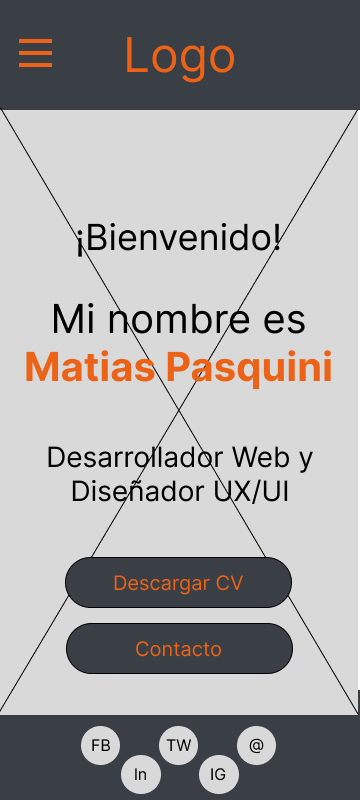 Logo
¡Bienvenido!
Mi nombre es
Matias Pasquini
Desarrollador Web y
Diseñador UX/UI
Descargar CV
Contacto
FB
TW
@
In
IG